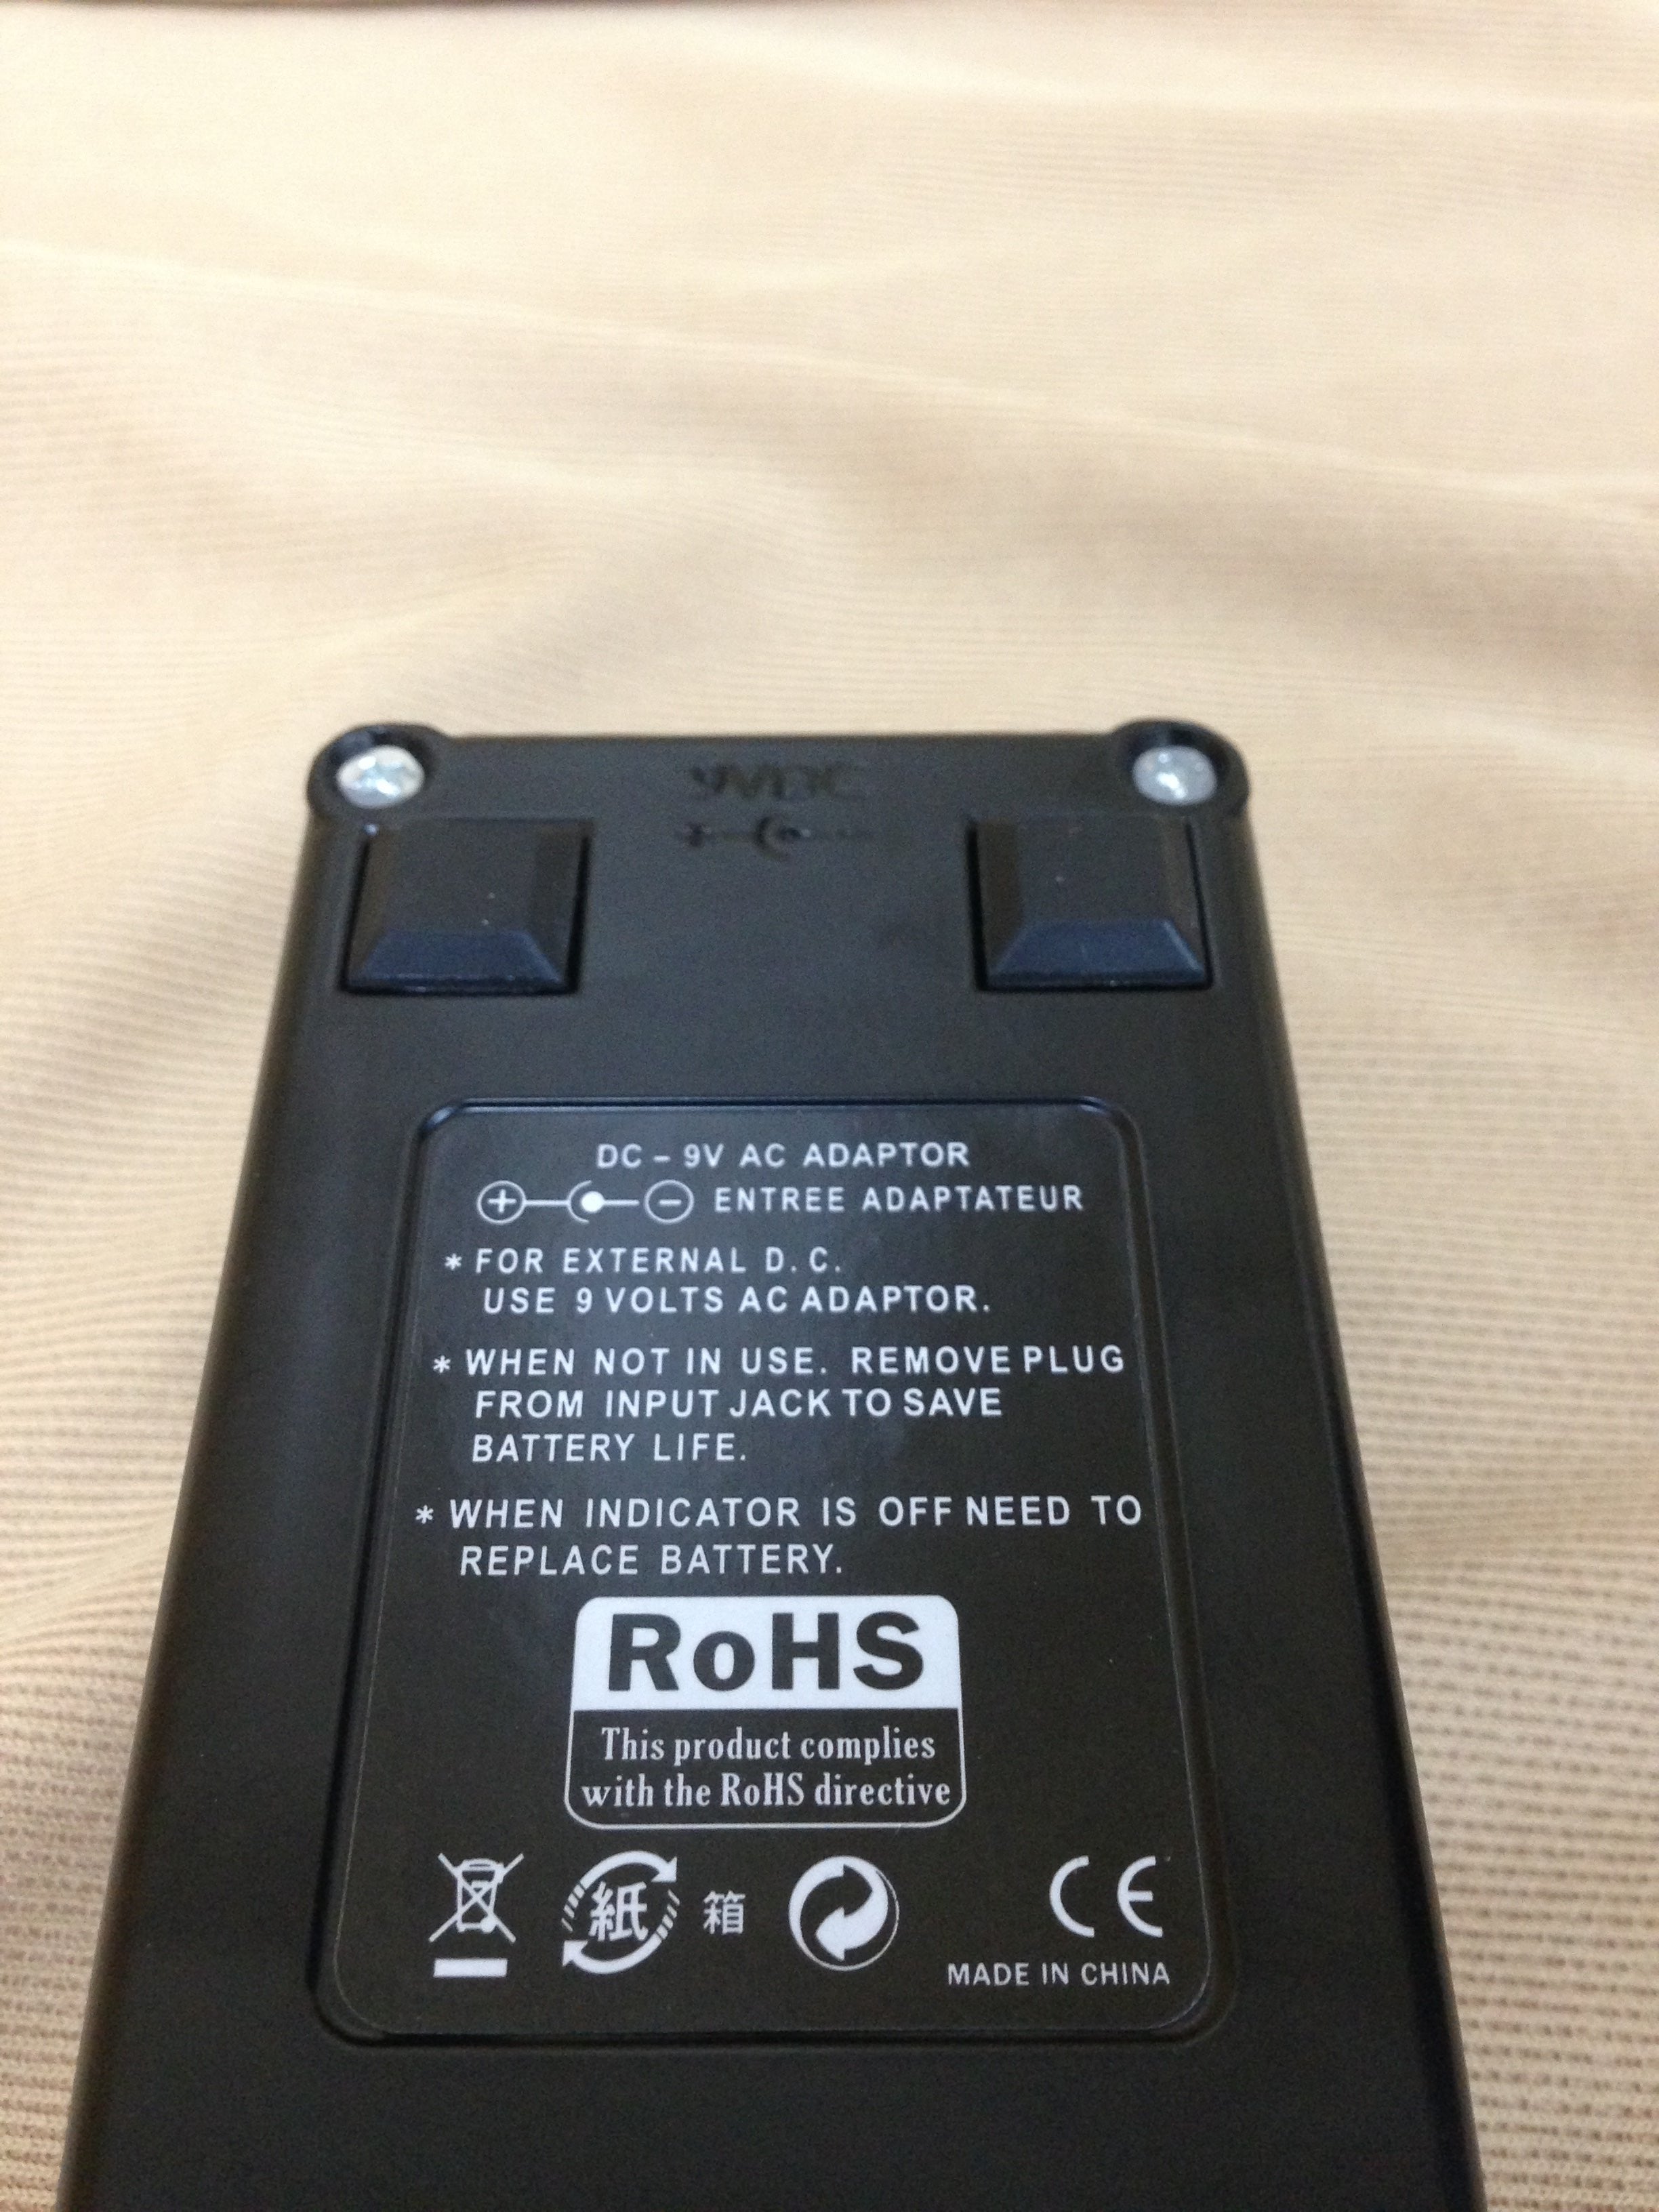 9VDC
DC – 9V AC ADAPTOR
ENTREE ADAPTATEUR
* FOR EXTERNAL D. C.
USE 9 VOLTS AC ADAPTOR.
* WHEN NOT IN USE. REMOVE PLUG
FROM INPUT JACK TO SAVE
BATTERY LIFE.
* WHEN INDICATOR IS OFF NEED TO
REPLACE BATTERY.
RoHS
This product complies
with the RoHS directive
紙 箱 CE
MADE IN CHINA